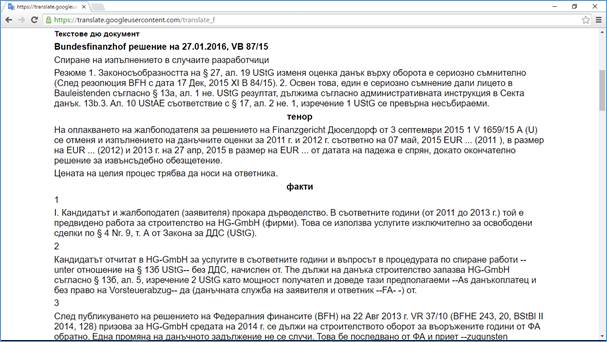 https://translate.google
https://translate.googleusercontent.com/translate_f
Текстове дю документ
Bundesfinanzhof решение на 27.01.2016, VB 87/15
Спиране на изпълнението в случаите разработчици
Резюме 1. Законосъобразността на § 27, ал. 19 UStG изменя оценка данък върху оборота е сериозно съмнително
(След резолюция BFH с дата 17 Дек, 2015 XI B 84/15). 2. Освен това, един е сериозно съмнение дали лицето в
Bauleistenden съгласно § 13a, ал. 1 не. UStG резултат, дължима съгласно административната инструкция в Секта
данък. 13b.3. Ал. 10 UStAE съответствие с § 17, ал. 2 не. 1, изречение 1 UStG се превърна несъбираеми.
тенор
На оплакването на жалбоподателя за решението на Finanzgericht Дюселдорф от 3 септември 2015 1 V 1659/15 A (U)
се отменя и изпълнението на данъчните оценки за 2011 г. и 2012 г. съответно на 07 май, 2015 EUR ... (2011 ), в размер
на EUR ... (2012) и 2013 г. на 27 апр, 2015 в размер на EUR ... от датата на падежа е спрян, докато окончателно
решение за извънсъдебно обезщетение.
Цената на целия процес трябва да носи на ответника.
факти
1
I. Кандидатът и жалбоподател (заявителя) прокара дърводелство. В съответните години (от 2011 до 2013 г.) той е
предвидено работа за строителство на HG-GmbH (фирми). Това се използва услугите изключително за освободени
сделки по § 4 Nr. 9, т. А от Закона за ДДС (UStG).
2
Кандидатът отчитат в HG-GmbH за услугите в съответните години и въпросът в процедурата по спиране работи --
unter отношение на § 13б UStG-- без ДДС, начислен от. The дължи на данъка строителство запазва HG-GmbH
съгласно § 13б, ал. 5, изречение 2 UStG като мощност получател и доведе тази предполагаеми --As данъкоплатец и
без право на Vorsteuerabzug-- да (данъчната служба на заявителя и ответник --FA- -) от.
3
След публикуването на решението на Федералния финансите (BFH) на 22 Авг 2013 г. VR 37/10 (BFHE 243, 20, BStBl II
2014, 128) призова за HG-GmbH средата на 2014 г. се дължи на строителството оборот за въоръжените години от ФА
обратно. Една промяна на данъчното задължение не се случи. Това бе последвано от ФА и приет --zugunsten